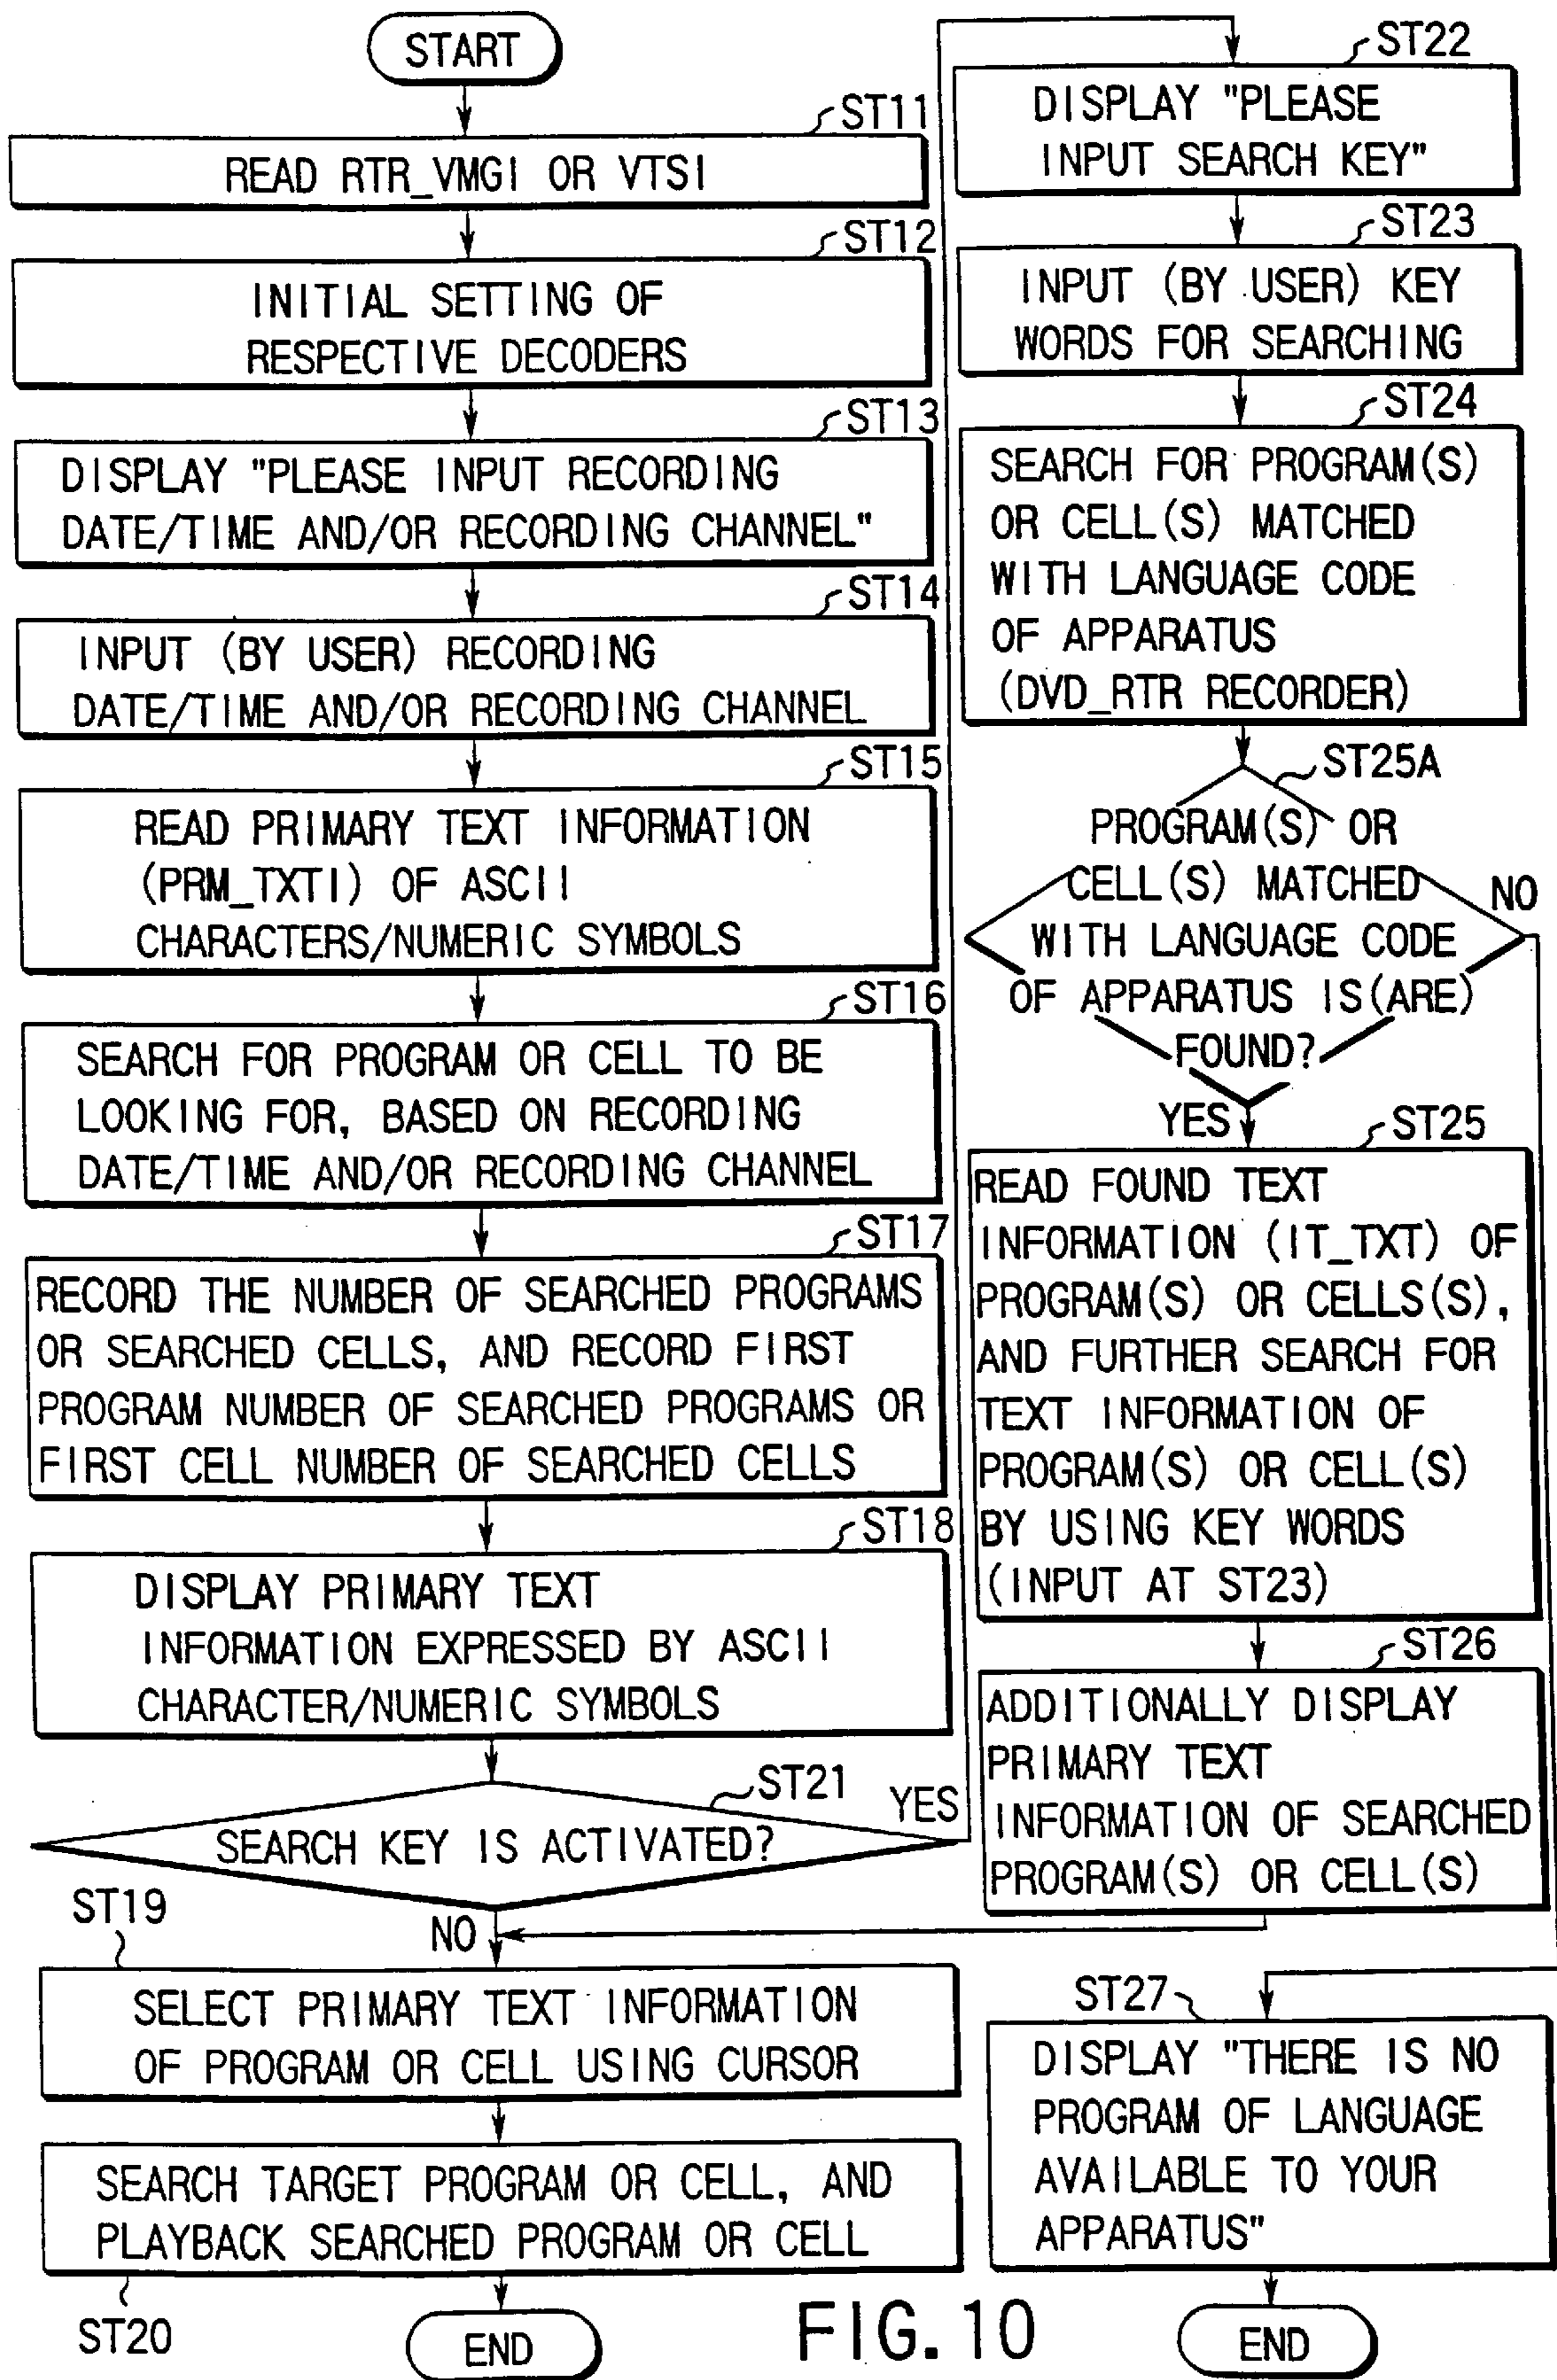 START
ST11
READ RTR_VMGI OR VTSI
ST12
INITIAL SETTING OF
RESPECTIVE DECODERS
ST13
DISPLAY "PLEASE INPUT RECORDING
DATE/TIME AND/OR RECORDING CHANNEL"
ST14
INPUT (BY USER) RECORDING
DATE/TIME AND/OR RECORDING CHANNEL
ST15
READ PRIMARY TEXT INFORMATION
(PRM_TXTI) OF ASCII
CHARACTERS/NUMERIC SYMBOLS
ST16
SEARCH FOR PROGRAM OR CELL TO BE
LOOKING FOR, BASED ON RECORDING
DATE/TIME AND/OR RECORDING CHANNEL
ST17
RECORD THE NUMBER OF SEARCHED PROGRAMS
OR SEARCHED CELLS, AND RECORD FIRST
PROGRAM NUMBER OF SEARCHED PROGRAMS OR
FIRST CELL NUMBER OF SEARCHED CELLS
ST18
DISPLAY PRIMARY TEXT
INFORMATION EXPRESSED BY ASCII
CHARACTER/NUMERIC SYMBOLS
ST21
SEARCH KEY IS ACTIVATED?
YES
NO
ST19
SELECT PRIMARY TEXT INFORMATION
OF PROGRAM OR CELL USING CURSOR
SEARCH TARGET PROGRAM OR CELL, AND
PLAYBACK SEARCHED PROGRAM OR CELL
ST20
END
ST22
DISPLAY "PLEASE
INPUT SEARCH KEY"
ST23
INPUT (BY USER) KEY
WORDS FOR SEARCHING
ST24
SEARCH FOR PROGRAM(S)
OR CELL(S) MATCHED
WITH LANGUAGE CODE
OF APPARATUS
(DVD_RTR RECORDER)
ST25A
PROGRAM(S) OR
CELL(S) MATCHED
WITH LANGUAGE CODE
OF APPARATUS IS(ARE)
FOUND?
NO
YES
ST25
READ FOUND TEXT
INFORMATION (IT_TXT) OF
PROGRAM(S) OR CELLS(S),
AND FURTHER SEARCH FOR
TEXT INFORMATION OF
PROGRAM(S) OR CELL(S)
BY USING KEY WORDS
(INPUT AT ST23)
ST26
ADDITIONALLY DISPLAY
PRIMARY TEXT
INFORMATION OF SEARCHED
PROGRAM(S) OR CELL(S)
ST27
DISPLAY "THERE IS NO
PROGRAM OF LANGUAGE
AVAILABLE TO YOUR
APPARATUS"
END
FIG. 10